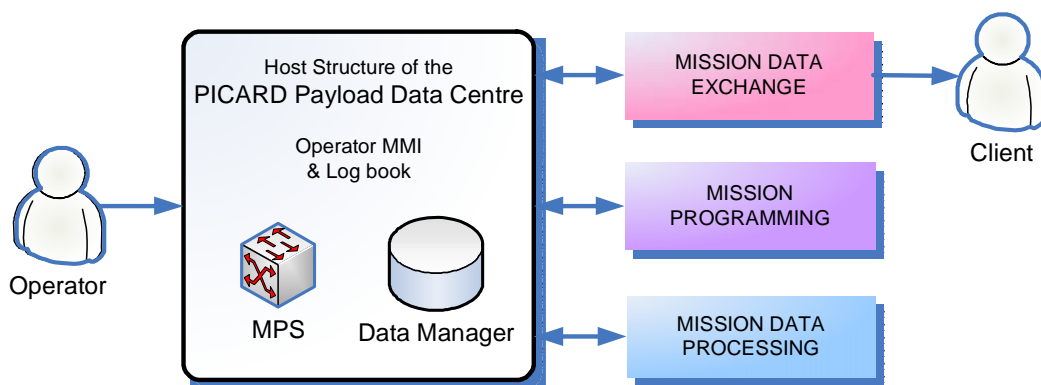 Host Structure of the
PICARD Payload Data Centre
Operator MMI
& Log book
MPS
Data Manager
Operator
MISSION DATA
EXCHANGE
MISSION
PROGRAMMING
MISSION DATA
PROCESSING
Client